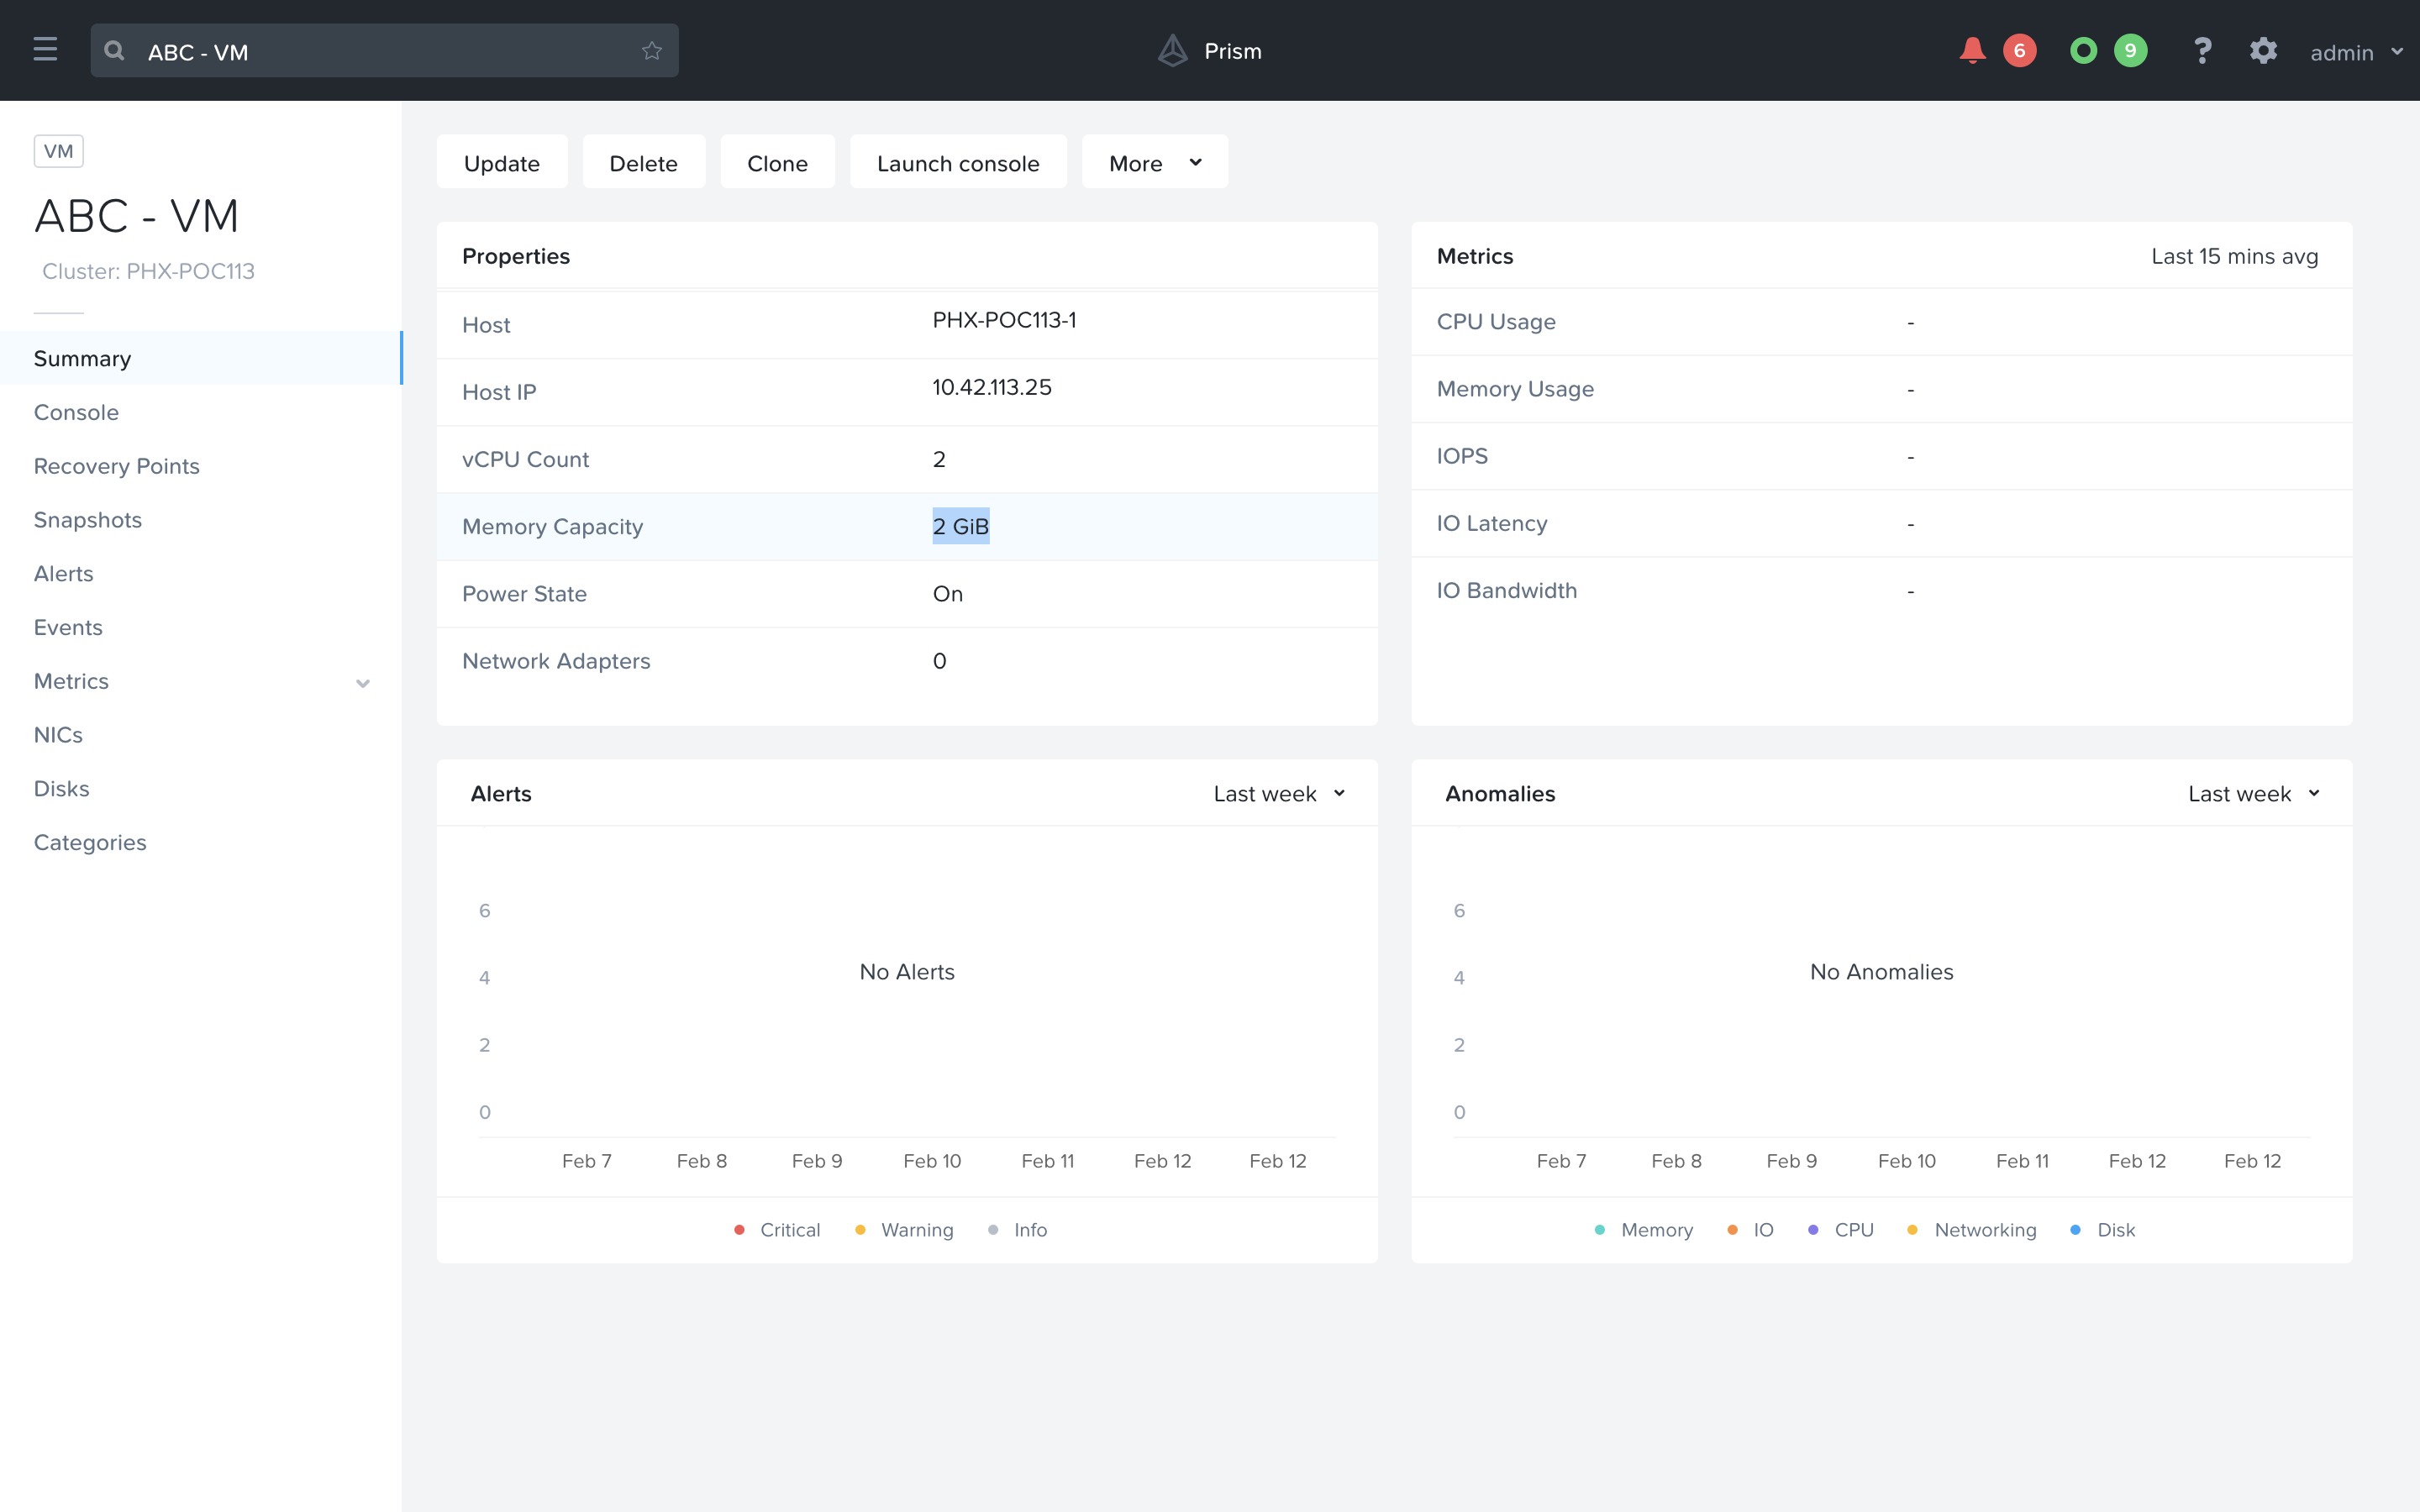 ABC - VM
Prism
6
9
?
admin
VM
ABC - VM
Cluster: PHX-POC113
Summary
Console
Recovery Points
Snapshots
Alerts
Events
Metrics
NICs
Disks
Categories
Update
Delete
Clone
Launch console
More
Properties
Host PHX-POC113-1
Host IP 10.42.113.25
vCPU Count 2
Memory Capacity 2 GiB
Power State On
Network Adapters 0
Metrics Last 15 mins avg
CPU Usage -
Memory Usage -
IOPS -
IO Latency -
IO Bandwidth -
Alerts Last week
6
4
No Alerts
2
0
Feb 7 Feb 8 Feb 9 Feb 10 Feb 11 Feb 12 Feb 12
Critical Warning Info
Anomalies Last week
6
4
No Anomalies
2
0
Feb 7 Feb 8 Feb 9 Feb 10 Feb 11 Feb 12 Feb 12
Memory IO CPU Networking Disk